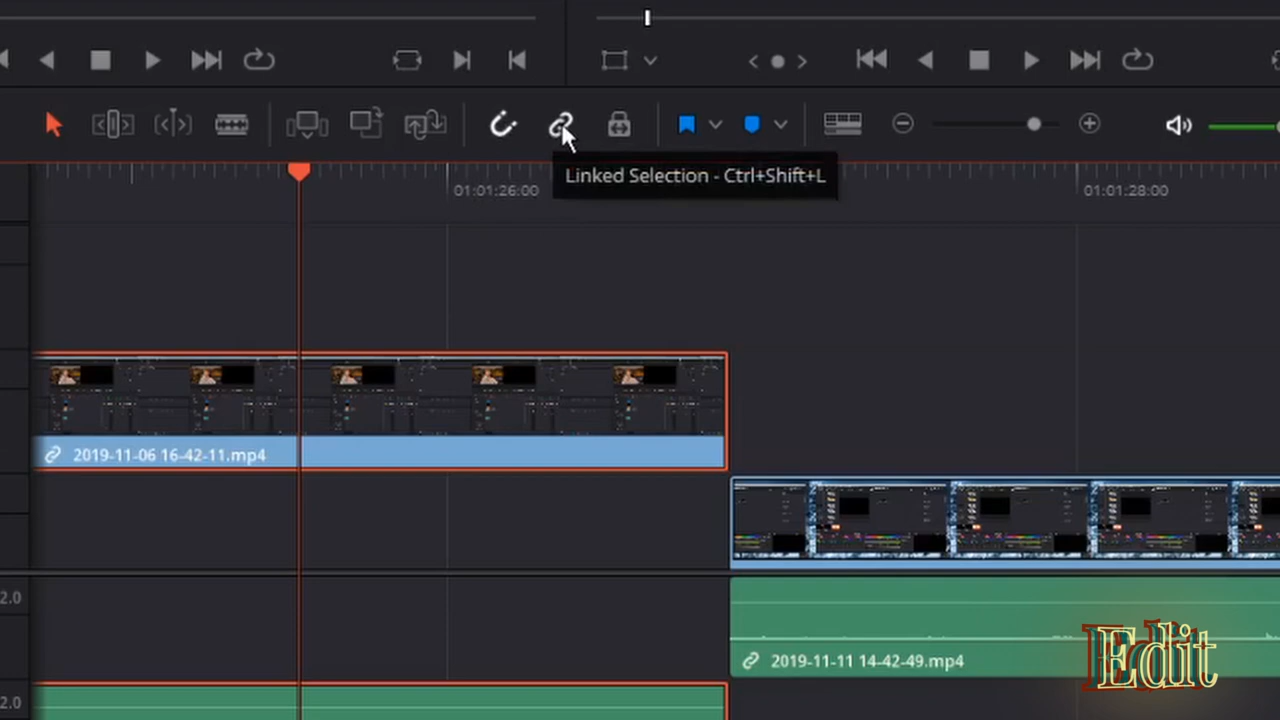 Linked Selection - Ctrl+Shift+L
01:01:26:00
01:01:28:00
2019-11-06 16-42-11.mp4
2.0
2019-11-11 14-42-49.mp4
Edit
2.0